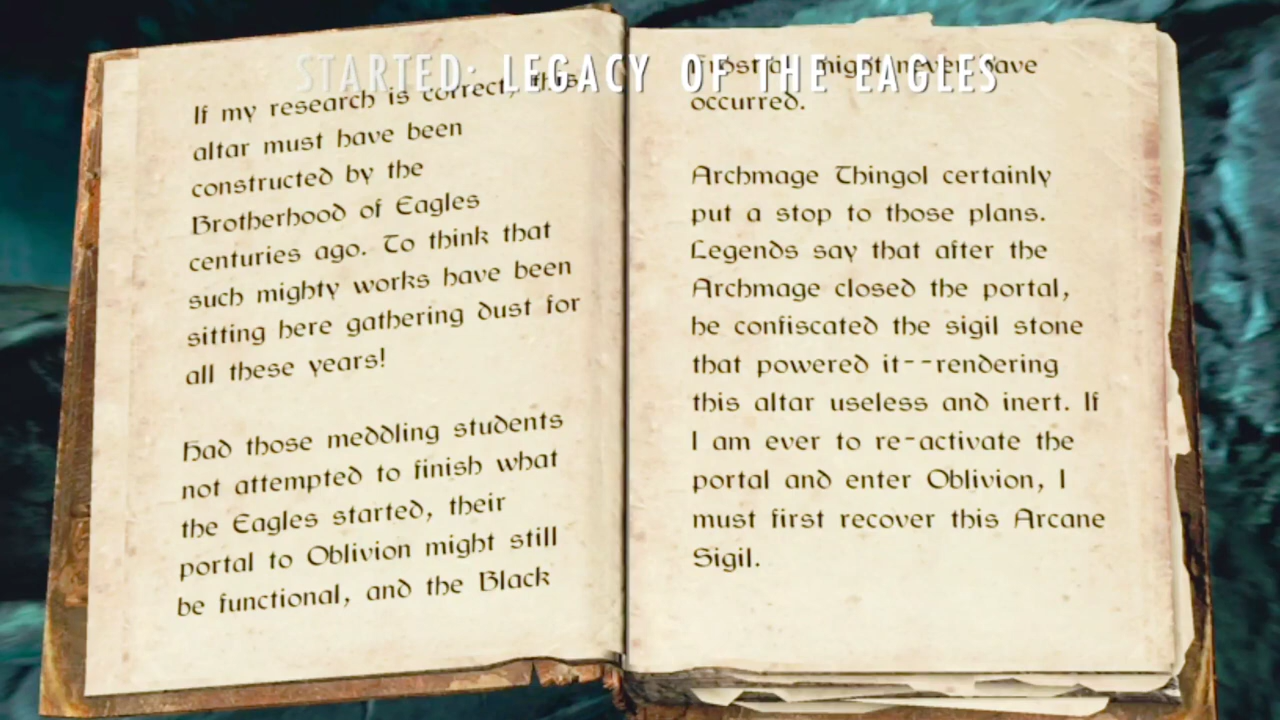 STARTED: LEGACY OF THE EAGLES
If my research is correct, this
altar must have been
constructed by the
Brotherhood of Eagles
centuries ago. To think that
such mighty works have been
sitting here gathering dust for
all these years!
Had those meddling students
not attempted to finish what
the Eagles started, their
portal to Oblivion might still
be functional, and the Black
might never have
occurred.
Archmage Thingol certainly
put a stop to those plans.
Legends say that after the
Archmage closed the portal,
he confiscated the sigil stone
that powered it--rendering
this altar useless and inert. If
I am ever to re-activate the
portal and enter Oblivion, I
must first recover this Arcane
Sigil.